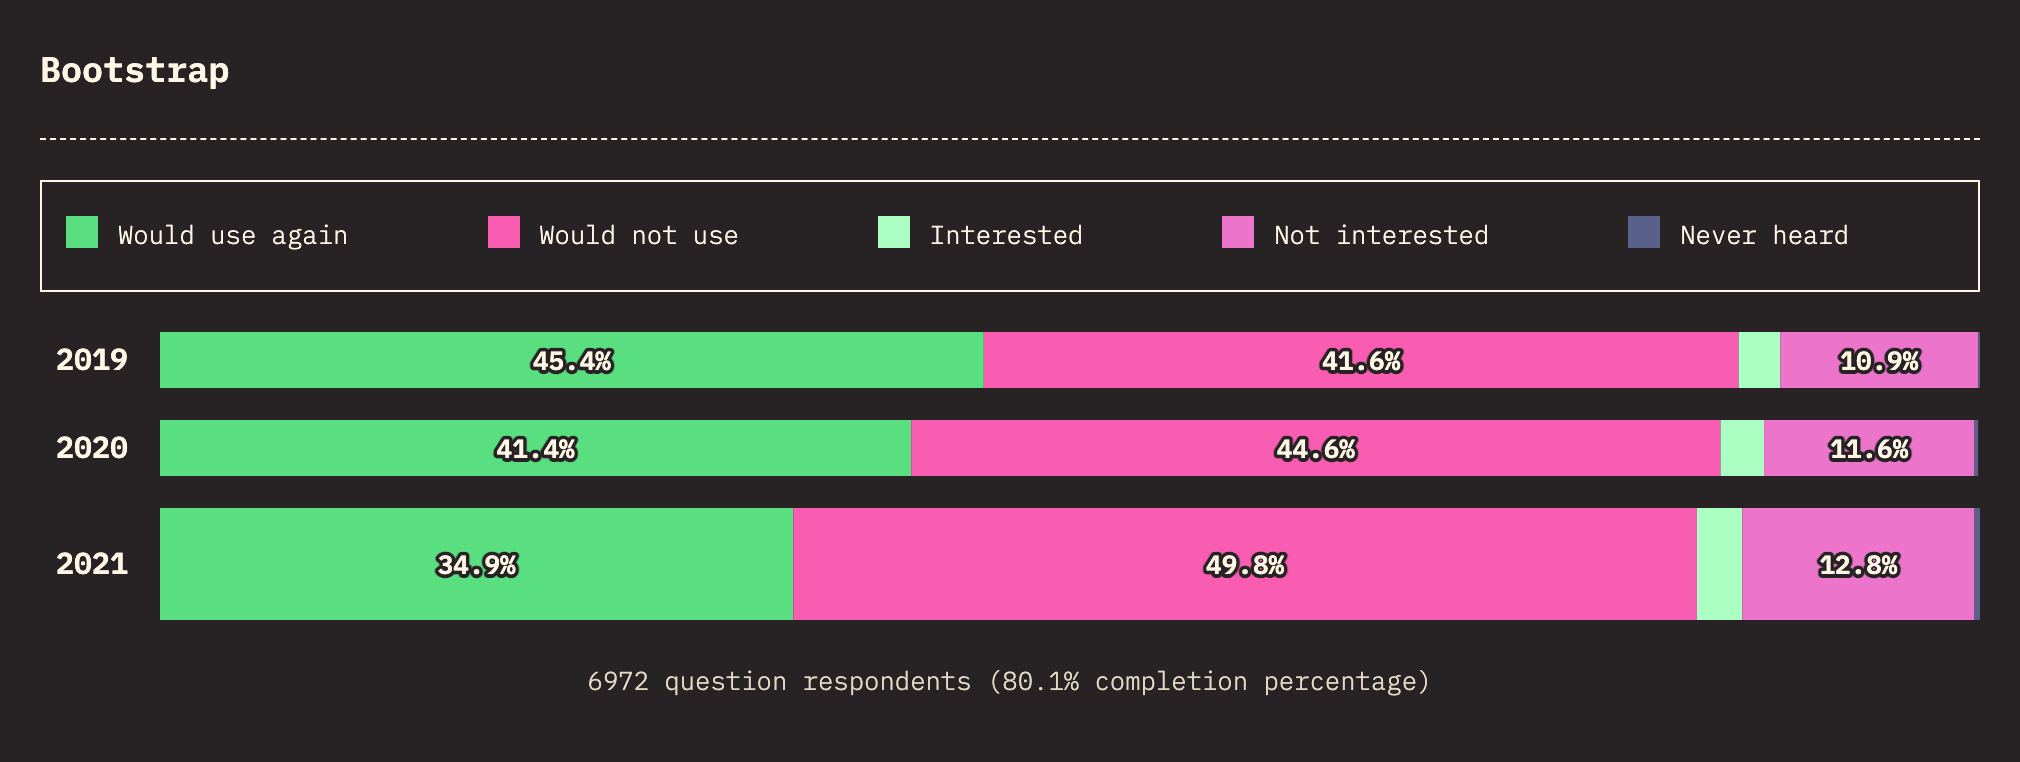 Bootstrap
Would use again Would not use Interested Not interested Never heard
2019 45.4% 41.6% 10.9%
2020 41.4% 44.6% 11.6%
2021 34.9% 49.8% 12.8%
6972 question respondents (80.1% completion percentage)